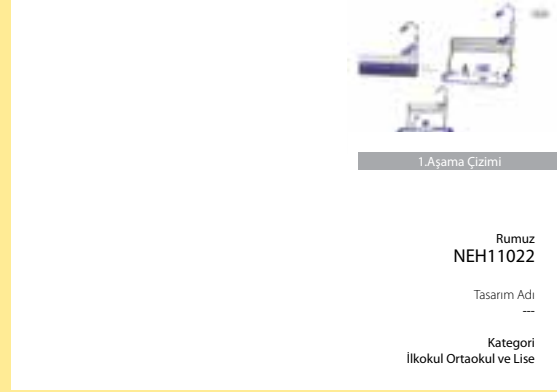 1.Aşama Çizimi
Rumuz
NEH11022
Tasarım Adı
---
Kategori
İlkokul Ortaokul ve Lise